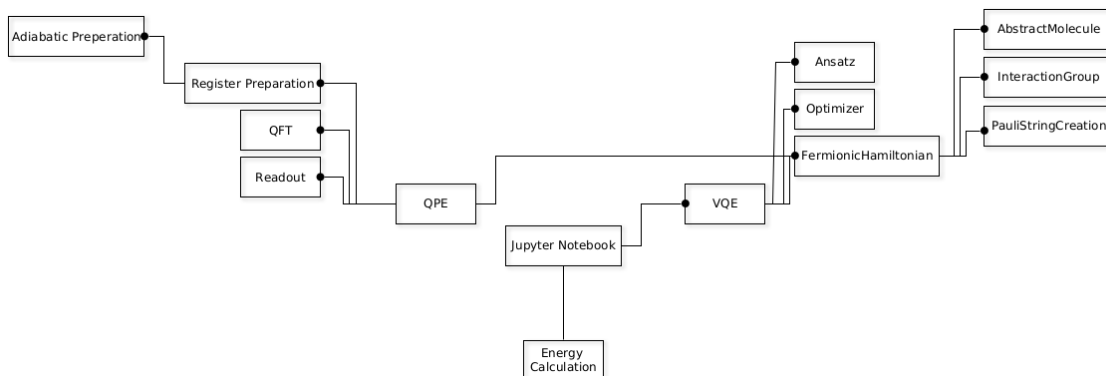 Adiabatic Preperation
AbstractMolecule
Ansatz
InteractionGroup
Register Preparation
Optimizer
QFT
PauliStringCreation
FermionicHamiltonian
Readout
QPE
VQE
Jupyter Notebook
Energy
Calculation